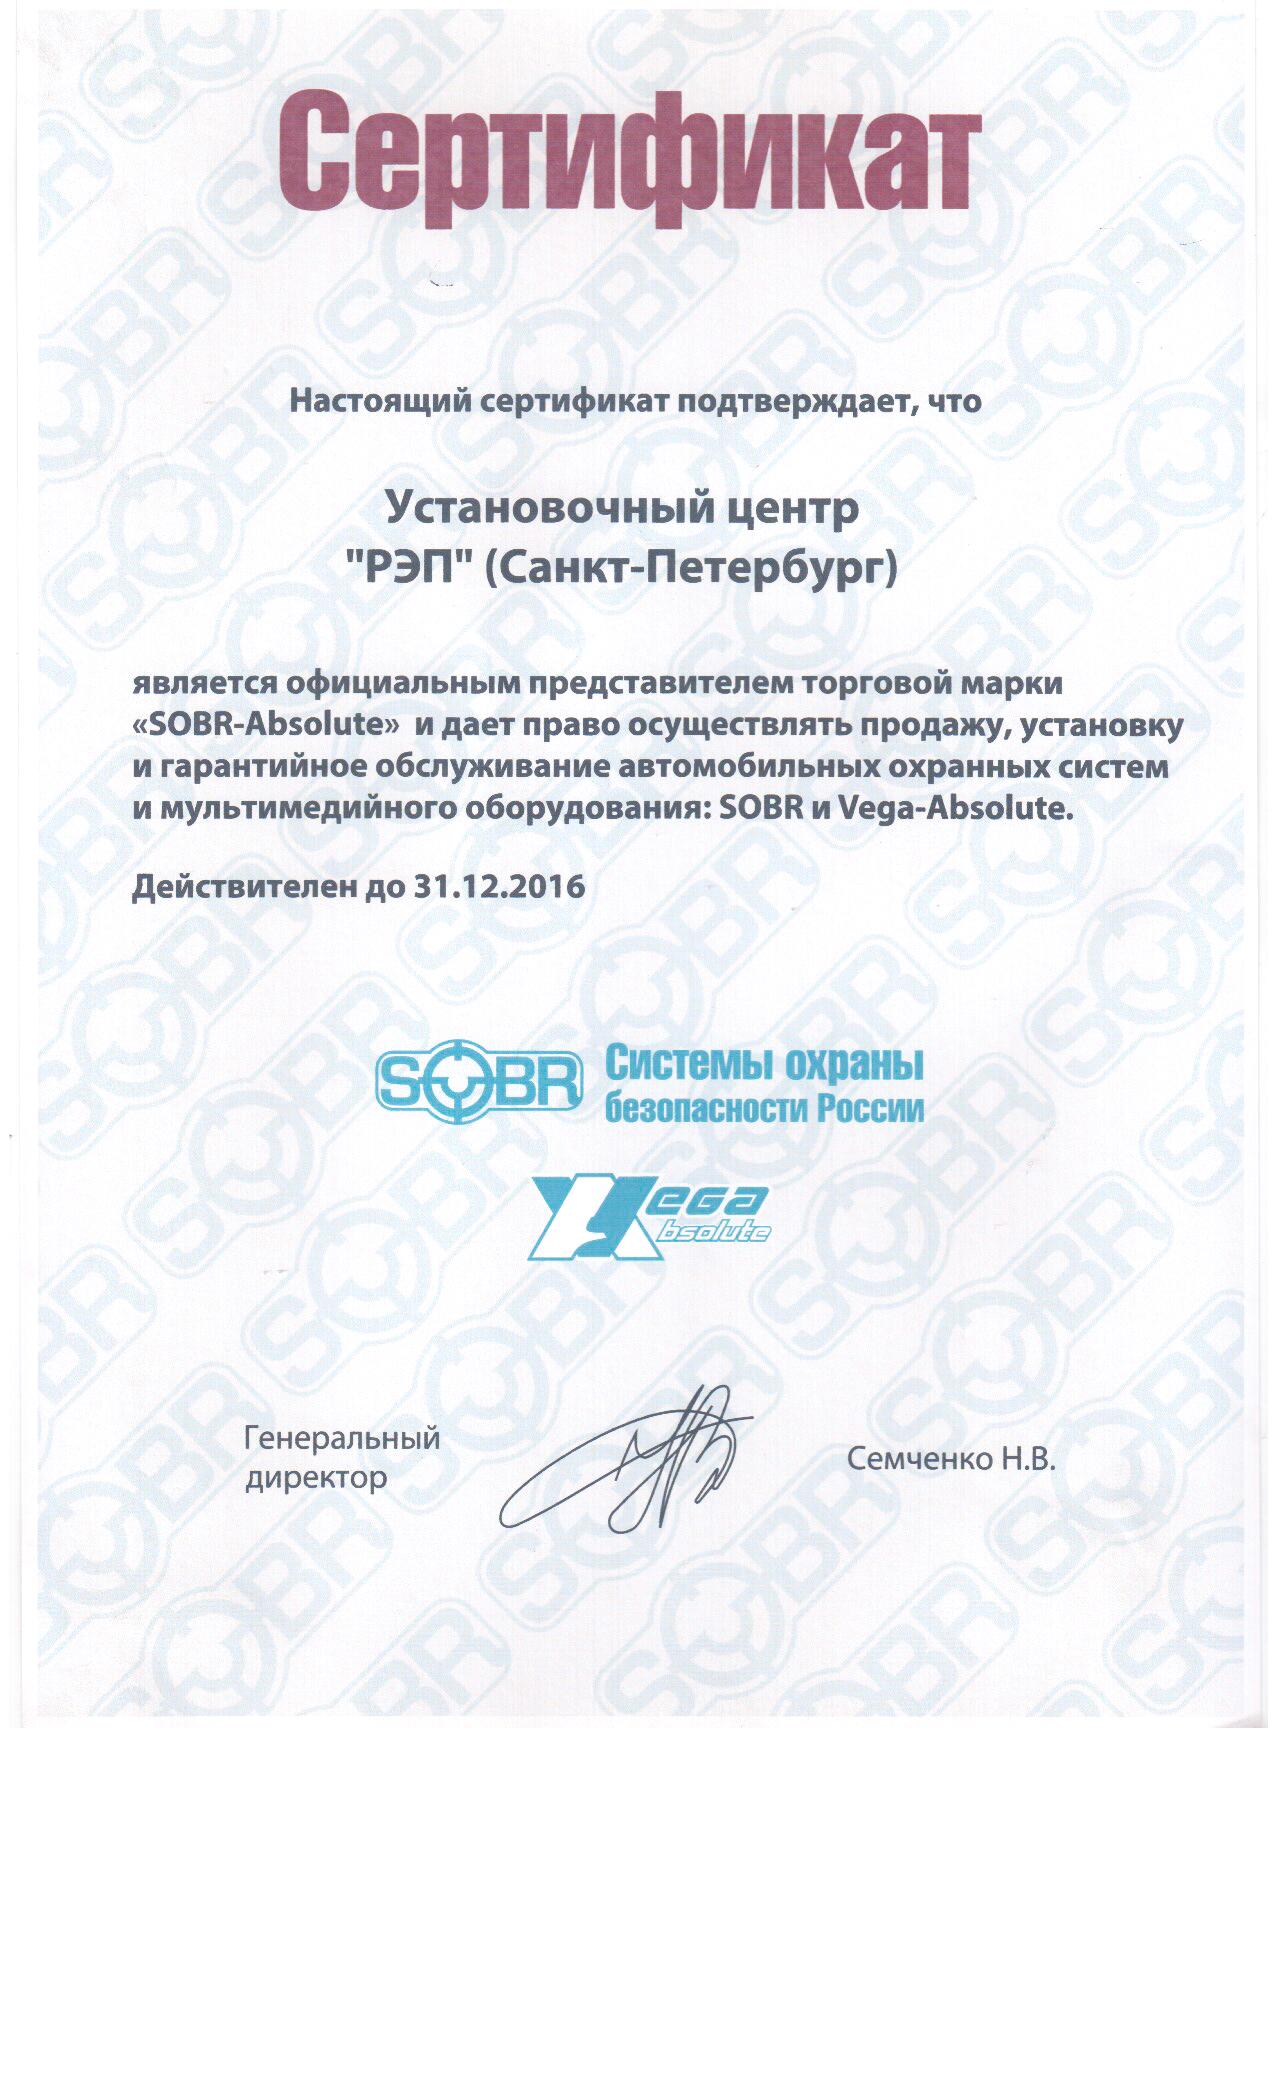 Сертификат
Настоящий сертификат подтверждает, что
Установочный центр
"РЭП" (Санкт-Петербург)
является официальным представителем торговой марки
«SOBR-Absolute» и дает право осуществлять продажу, установку
и гарантийное обслуживание автомобильных охранных систем
и мультимедийного оборудования: SOBR и Vega-Absolute.
Действителен до 31.12.2016
SOBR Системы охраны
безопасности России
Vega
Absolute
Генеральный
директор
Семченко Н.В.